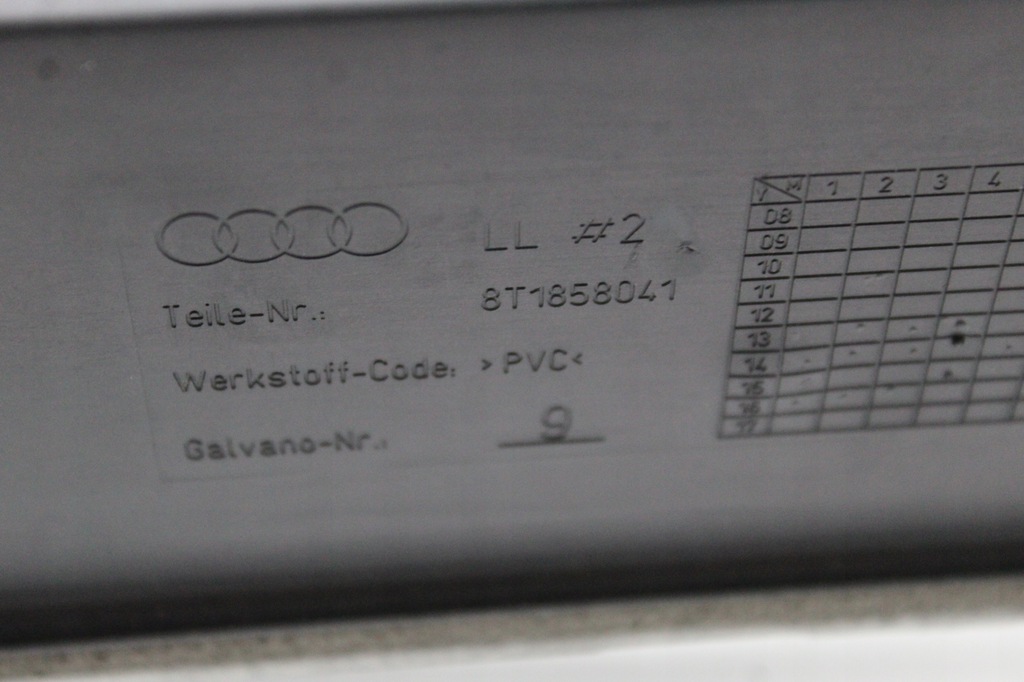 LL #2
Teile-Nr.: 8T1858041
Werkstoff-Code: >PVC<
Galvano-Nr.: 9
Y M 1 2 3 4
08
09
10
11
12
13
14
15
16
17